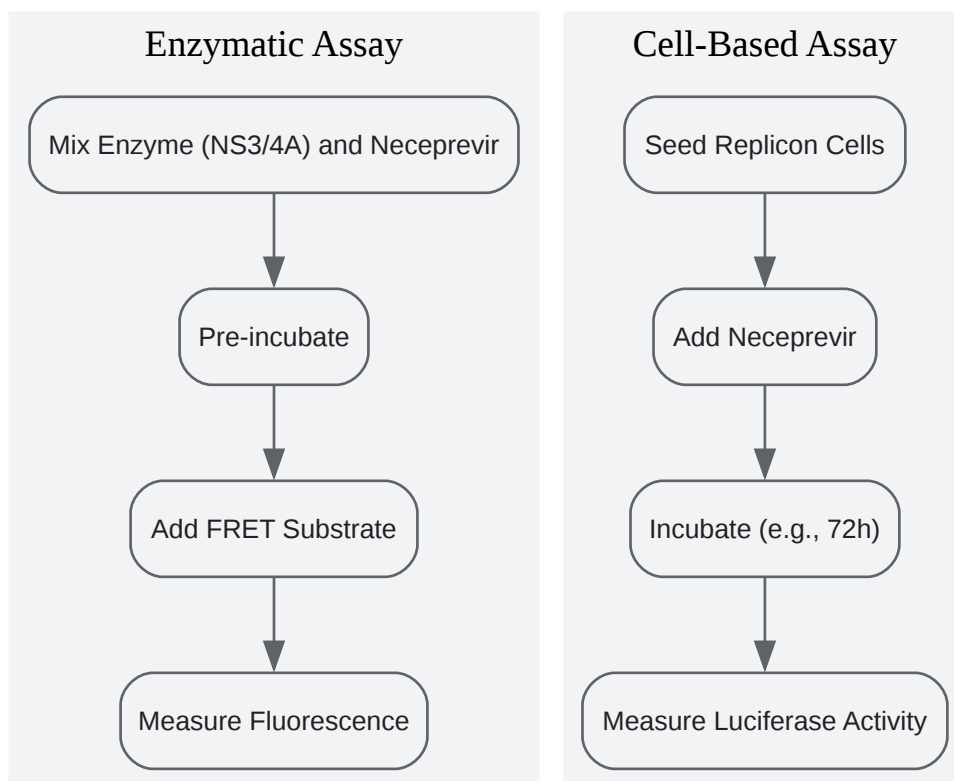 Enzymatic Assay
Mix Enzyme (NS3/4A) and Neceprevir
Pre-incubate
Add FRET Substrate
Measure Fluorescence
Cell-Based Assay
Seed Replicon Cells
Add Neceprevir
Incubate (e.g., 72h)
Measure Luciferase Activity